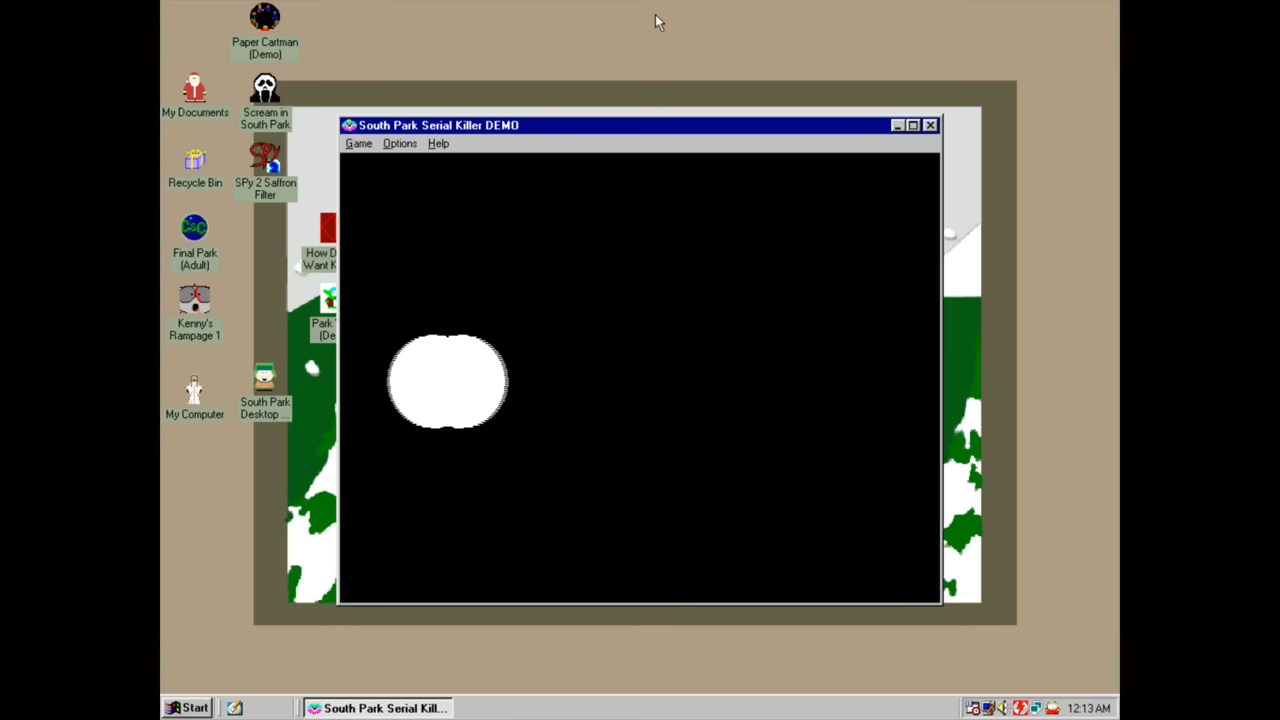 Paper Cartman
(Demo)
My Documents
Scream in
South Park
Recycle Bin
SPy 2 Saffron
Filter
Final Park
(Adult)
CSC
How D
Want K
Kenny's
Rampage 1
Park
(De
My Computer
South Park
Desktop ...
South Park Serial Killer DEMO
Game Options Help
Start
South Park Serial Kill...
12:13 AM